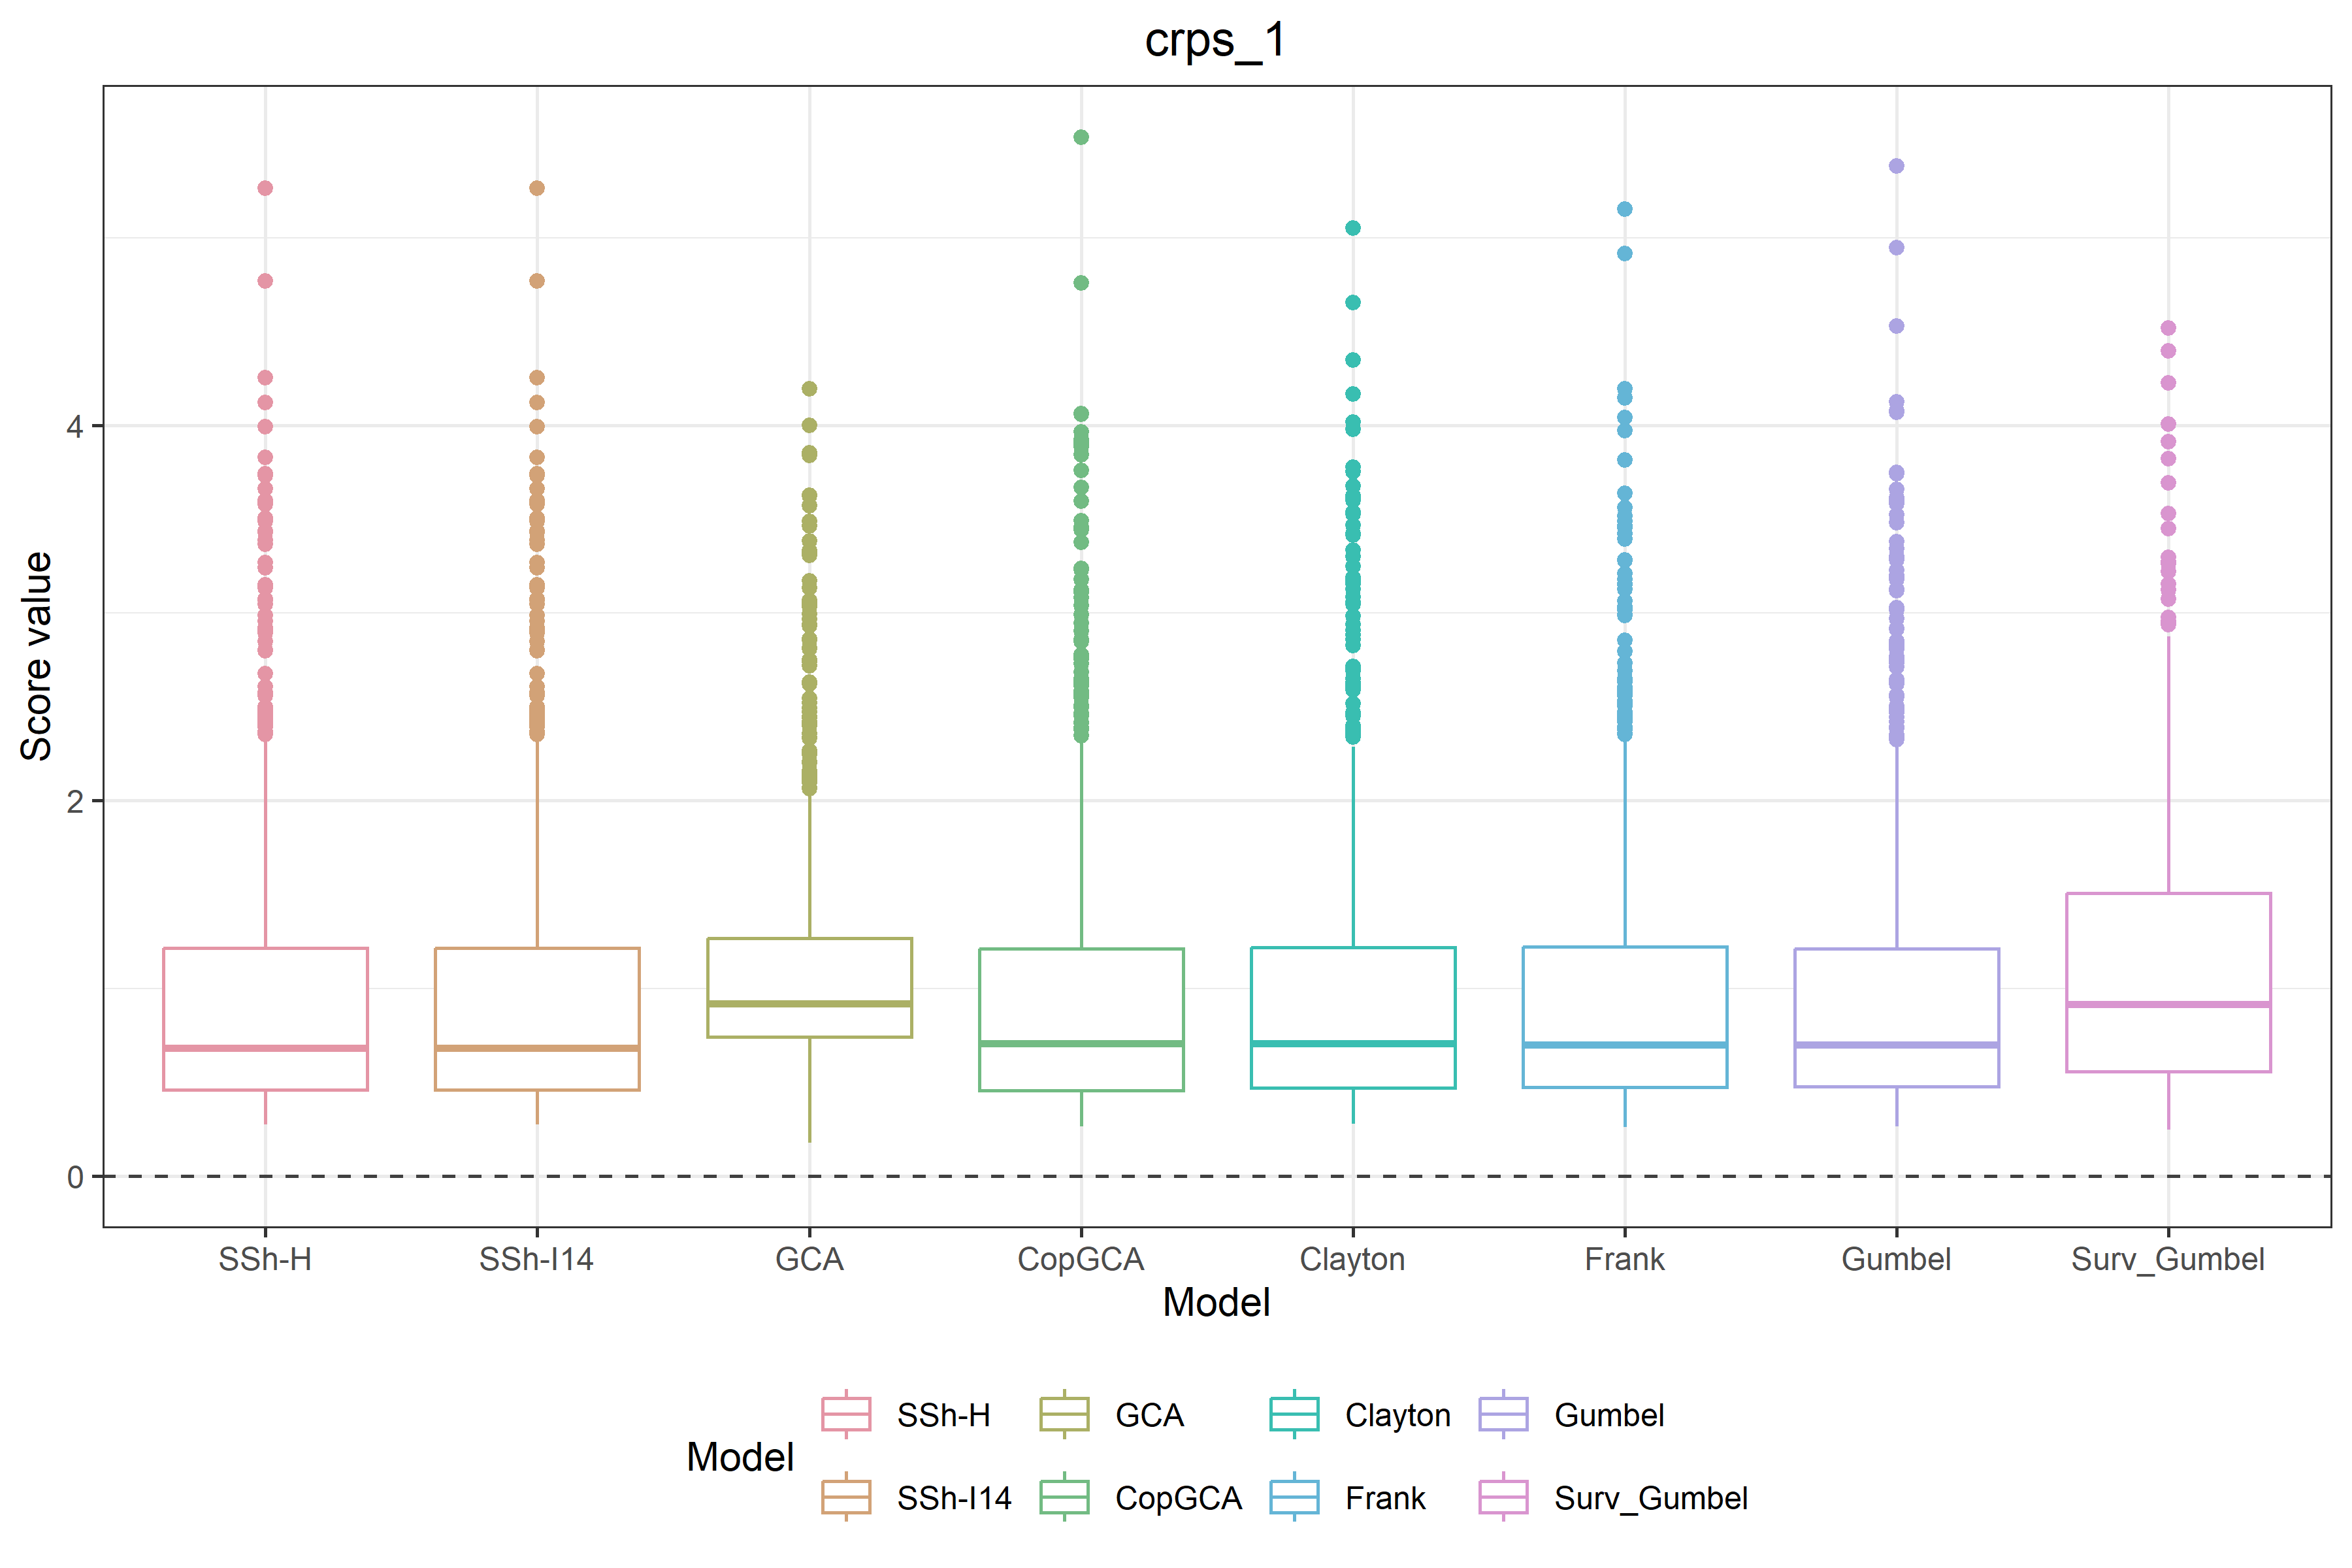 crps_1
Score value
4
2
0
SSh-H SSh-I14 GCA CopGCA Clayton Frank Gumbel Surv_Gumbel
Model
Model
SSh-H GCA Clayton Gumbel
SSh-I14 CopGCA Frank Surv_Gumbel